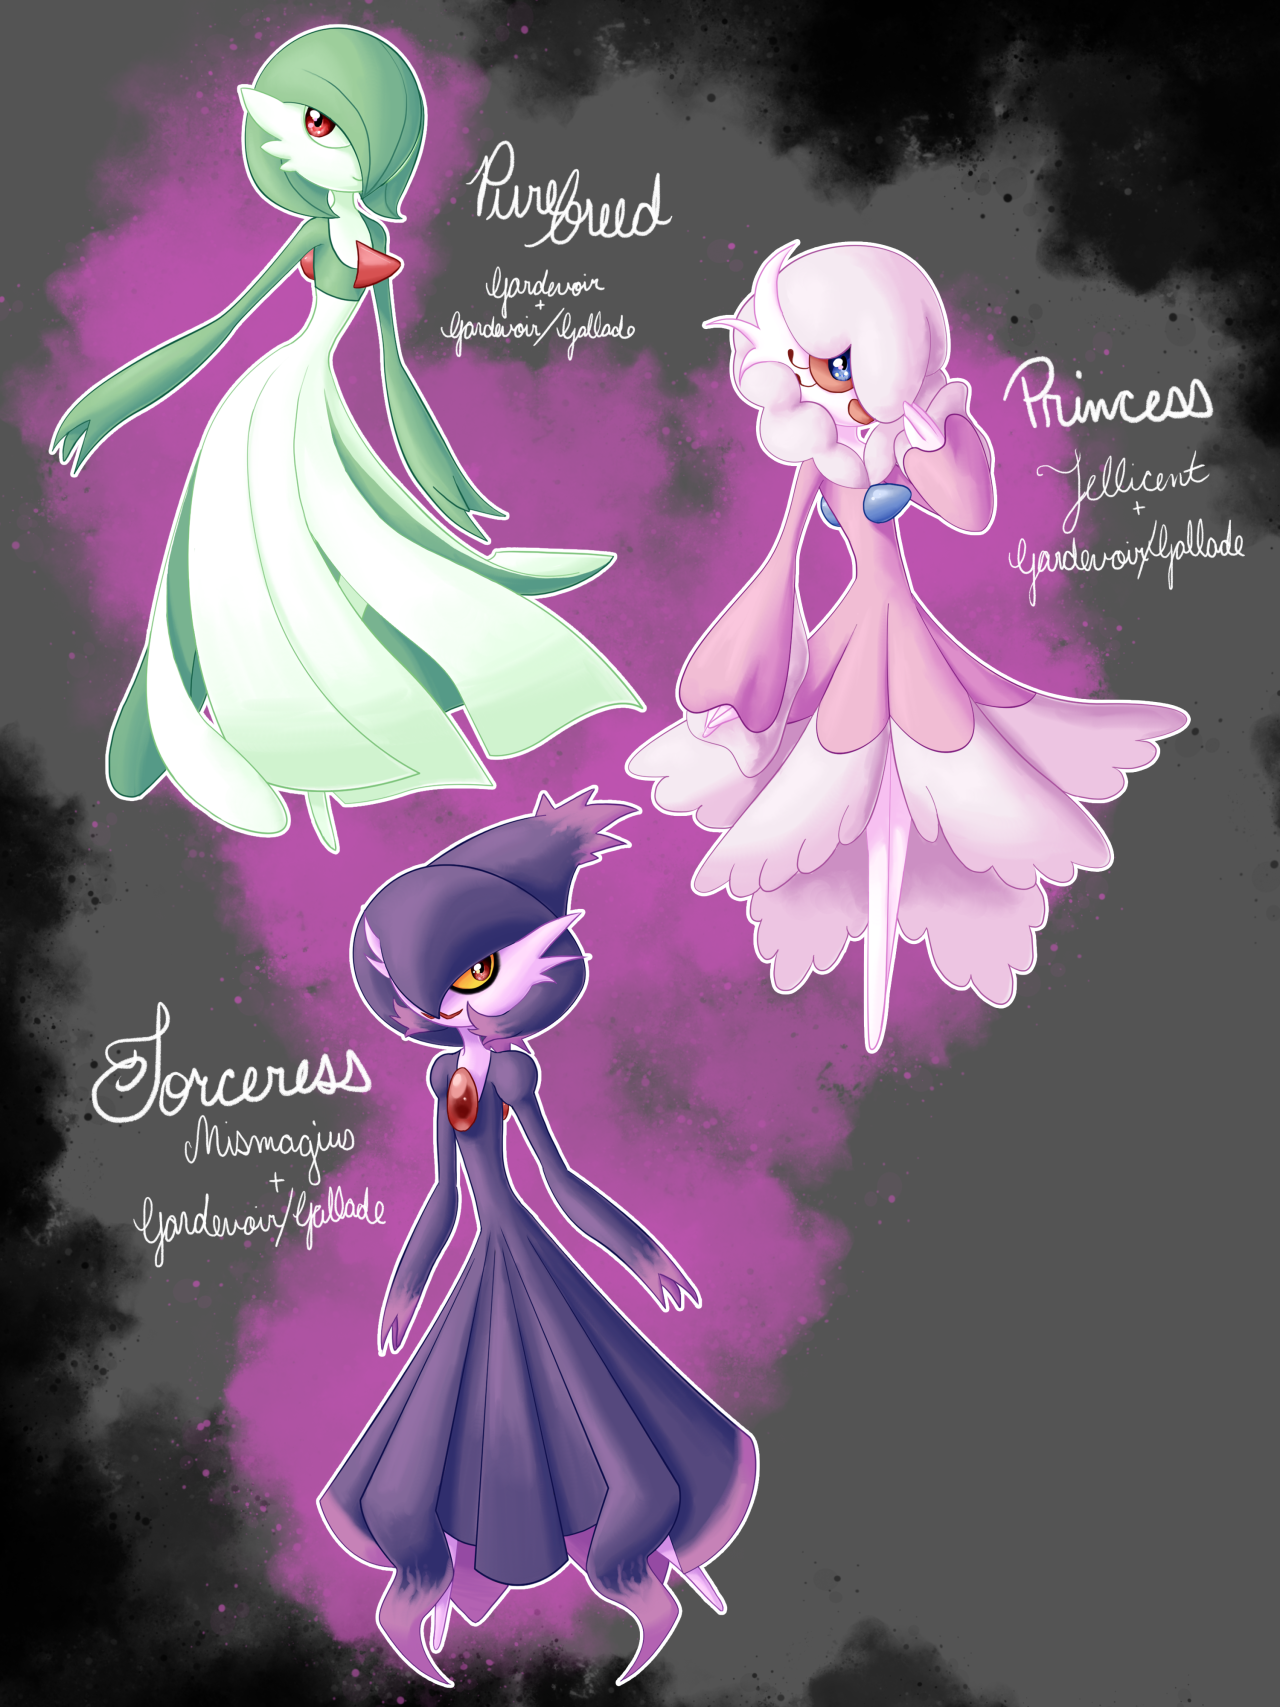 Purebreed
Gardevoir
+
Gardevoir/Gallade
Princess
Jellicent
+
Gardevoir/Gallade
Sorceress
Mismagius
+
Gardevoir/Gallade